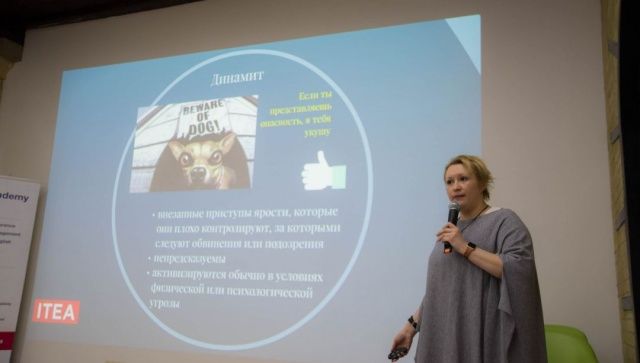 Динамит
BEWARE
OF
DOG!
Если ты
представляешь
опасность, я тебя
укушу
• внезапные приступы ярости, которые
они плохо контролируют, за которыми
следуют обвинения или подозрения
• непредсказуемы
• активизируются обычно в условиях
физической или психологической
угрозы
ITEA
ademy